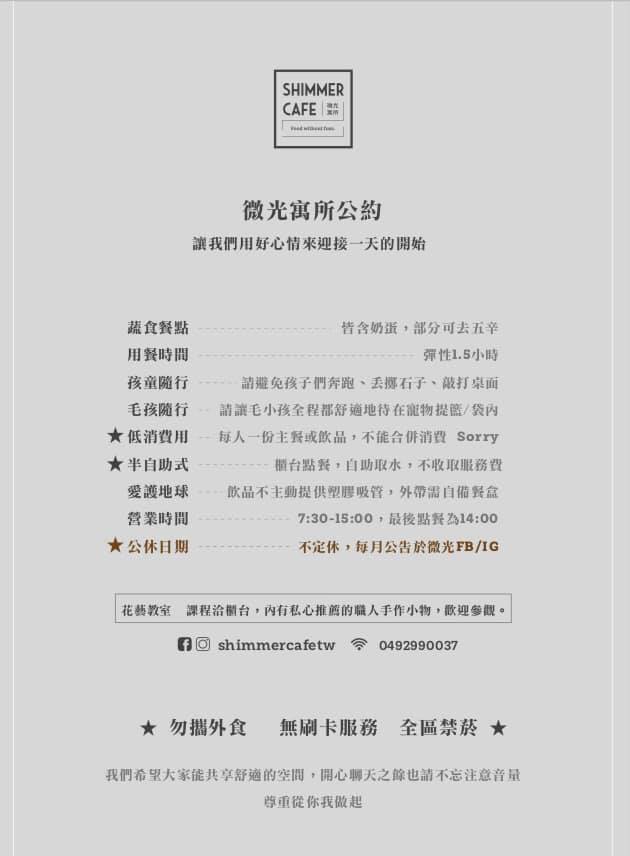 SHIMMER
CAFE 微光寓所
Food without fuss.
微光寓所公約
讓我們用好心情來迎接一天的開始
蔬食餐點 皆含奶蛋，部分可去五辛
用餐時間 彈性1.5小時
孩童隨行 請避免孩子們奔跑、丟擲石子、敲打桌面
毛孩隨行 請讓毛小孩全程都舒適地待在寵物提籃/袋內
★低消費用 每人一份主餐或飲品，不能合併消費 Sorry
★半自助式 櫃台點餐，自助取水，不收取服務費
愛護地球 飲品不主動提供塑膠吸管，外帶需自備餐盒
營業時間 7:30-15:00，最後點餐為14:00
★公休日期 不定休，每月公告於微光FB/IG
花藝教室 課程洽櫃台，內有私心推薦的職人手作小物，歡迎參觀。
shimmercafetw 0492990037
★ 勿攜外食 無刷卡服務 全區禁菸 ★
我們希望大家能共享舒適的空間，開心聊天之餘也請不忘注意音量
尊重從你我做起